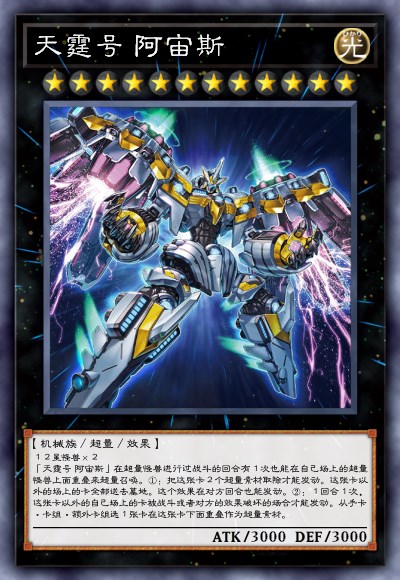 天霆号 阿宙斯
光
【机械族／超量／效果】
12星怪兽×2
「天霆号 阿宙斯」在超量怪兽进行过战斗的回合有1次也能在自己场上的超量
怪兽上面重叠来超量召唤。①：把这张卡2个超量素材取除才能发动。这张卡以
外的场上的卡全部送去墓地。这个效果在对方回合也能发动。②：1回合1次，
这张卡以外的自己场上的卡被战斗或者对方的效果破坏的场合才能发动。从手卡
·卡组·额外卡组选1张卡在这张卡下面重叠作为超量素材。
ATK/3000 DEF/3000